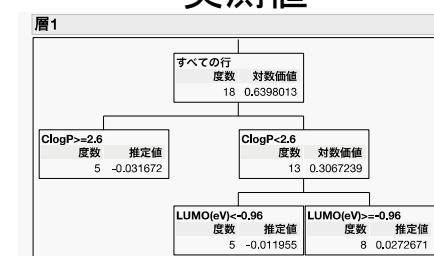 実測値
層1
すべての行
度数 対数価値
18 0.6398013
ClogP>=2.6
度数 推定値
5 -0.031672
ClogP<2.6
度数 対数価値
13 0.3067239
LUMO(eV)<-0.96
度数 推定値
5 -0.011955
LUMO(eV)>=-0.96
度数 推定値
8 0.0272671